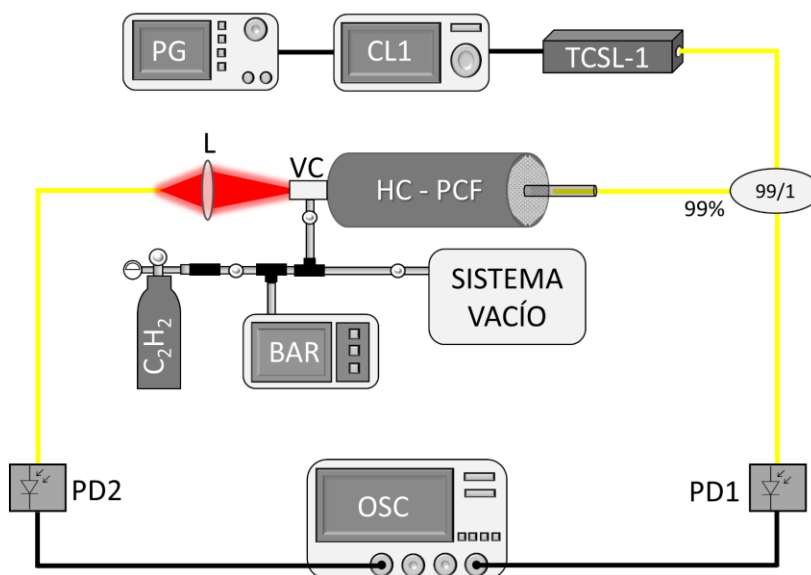 PG
CL1
TCSL-1
L
VC
HC - PCF
99/1
99%
C₂H₂
BAR
SISTEMA
VACÍO
PD2
OSC
PD1